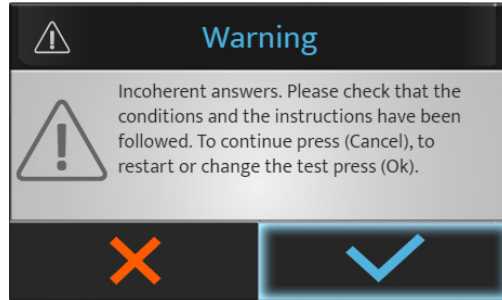 Warning
Incoherent answers. Please check that the
conditions and the instructions have been
followed. To continue press (Cancel), to
restart or change the test press (Ok).